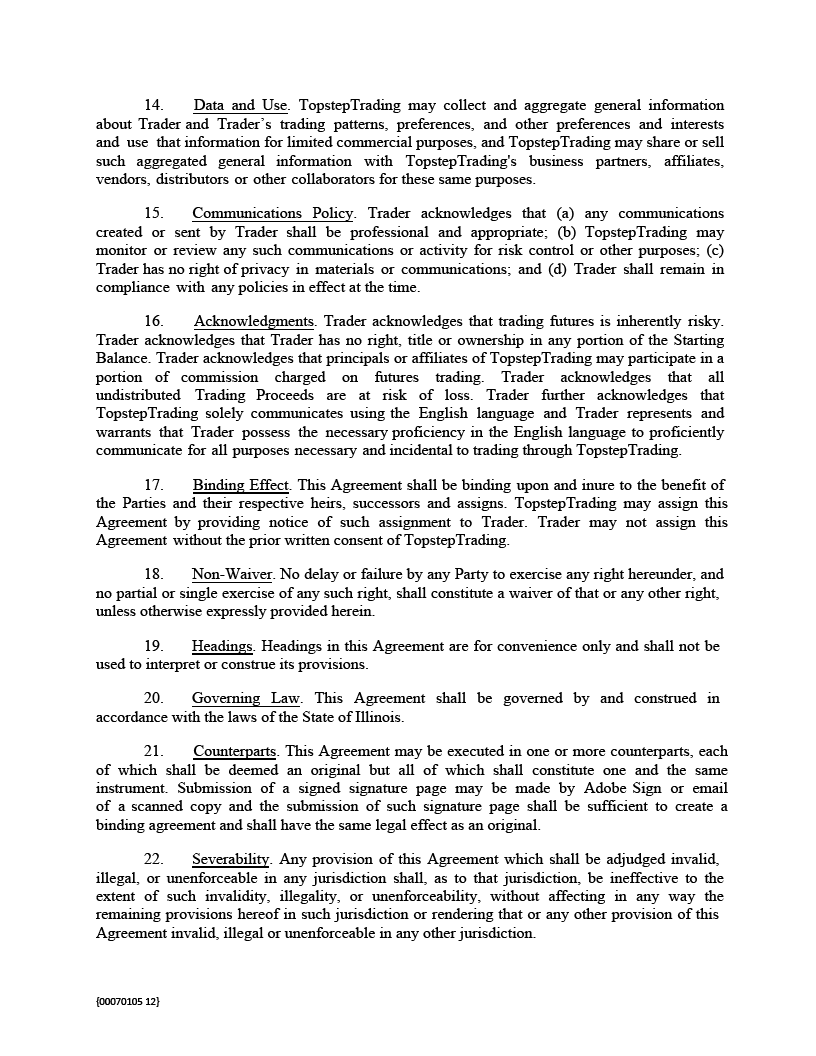 14. Data and Use. TopstepTrading may collect and aggregate general information
about Trader and Trader’s trading patterns, preferences, and other preferences and interests
and use that information for limited commercial purposes, and TopstepTrading may share or sell
such aggregated general information with TopstepTrading's business partners, affiliates,
vendors, distributors or other collaborators for these same purposes.
15. Communications Policy. Trader acknowledges that (a) any communications
created or sent by Trader shall be professional and appropriate; (b) TopstepTrading may
monitor or review any such communications or activity for risk control or other purposes; (c)
Trader has no right of privacy in materials or communications; and (d) Trader shall remain in
compliance with any policies in effect at the time.
16. Acknowledgments. Trader acknowledges that trading futures is inherently risky.
Trader acknowledges that Trader has no right, title or ownership in any portion of the Starting
Balance. Trader acknowledges that principals or affiliates of TopstepTrading may participate in a
portion of commission charged on futures trading. Trader acknowledges that all
undistributed Trading Proceeds are at risk of loss. Trader further acknowledges that
TopstepTrading solely communicates using the English language and Trader represents and
warrants that Trader possess the necessary proficiency in the English language to proficiently
communicate for all purposes necessary and incidental to trading through TopstepTrading.
17. Binding Effect. This Agreement shall be binding upon and inure to the benefit of
the Parties and their respective heirs, successors and assigns. TopstepTrading may assign this
Agreement by providing notice of such assignment to Trader. Trader may not assign this
Agreement without the prior written consent of TopstepTrading.
18. Non-Waiver. No delay or failure by any Party to exercise any right hereunder, and
no partial or single exercise of any such right, shall constitute a waiver of that or any other right,
unless otherwise expressly provided herein.
19. Headings. Headings in this Agreement are for convenience only and shall not be
used to interpret or construe its provisions.
20. Governing Law. This Agreement shall be governed by and construed in
accordance with the laws of the State of Illinois.
21. Counterparts. This Agreement may be executed in one or more counterparts, each
of which shall be deemed an original but all of which shall constitute one and the same
instrument. Submission of a signed signature page may be made by Adobe Sign or email
of a scanned copy and the submission of such signature page shall be sufficient to create a
binding agreement and shall have the same legal effect as an original.
22. Severability. Any provision of this Agreement which shall be adjudged invalid,
illegal, or unenforceable in any jurisdiction shall, as to that jurisdiction, be ineffective to the
extent of such invalidity, illegality, or unenforceability, without affecting in any way the
remaining provisions hereof in such jurisdiction or rendering that or any other provision of this
Agreement invalid, illegal or unenforceable in any other jurisdiction.
{00070105 12}